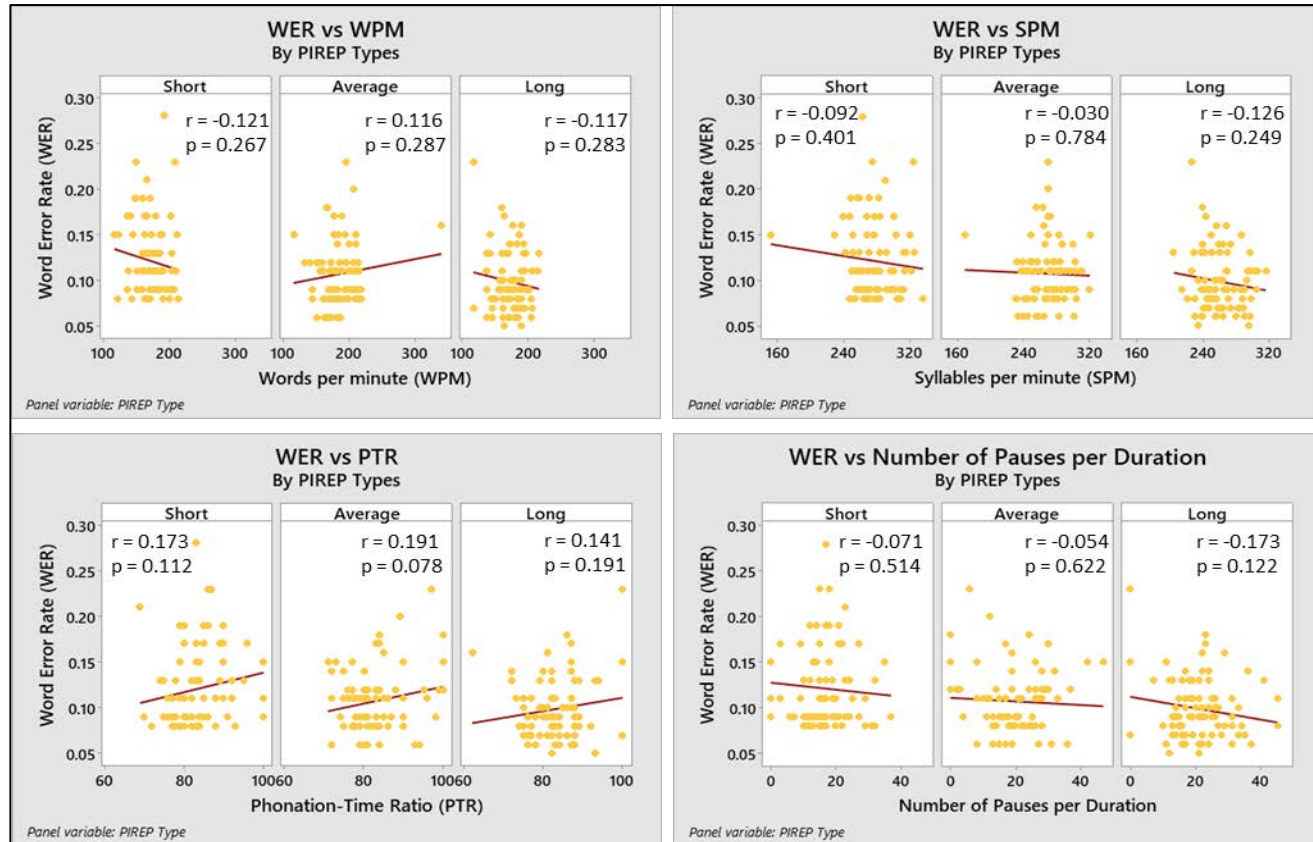 WER vs WPM
By PIREP Types
Short Average Long
r = -0.121 r = 0.116 r = -0.117
p = 0.267 p = 0.287 p = 0.283
Word Error Rate (WER)
0.30
0.25
0.20
0.15
0.10
0.05
100 200 300 100 200 300 100 200 300
Words per minute (WPM)
Panel variable: PIREP Type
WER vs SPM
By PIREP Types
Short Average Long
r = -0.092 r = -0.030 r = -0.126
p = 0.401 p = 0.784 p = 0.249
Word Error Rate (WER)
0.30
0.25
0.20
0.15
0.10
0.05
160 240 320 160 240 320 160 240 320
Syllables per minute (SPM)
Panel variable: PIREP Type
WER vs PTR
By PIREP Types
Short Average Long
r = 0.173 r = 0.191 r = 0.141
p = 0.112 p = 0.078 p = 0.191
Word Error Rate (WER)
0.30
0.25
0.20
0.15
0.10
0.05
60 80 100 60 80 100 60 80 100
Phonation-Time Ratio (PTR)
Panel variable: PIREP Type
WER vs Number of Pauses per Duration
By PIREP Types
Short Average Long
r = -0.071 r = -0.054 r = -0.173
p = 0.514 p = 0.622 p = 0.122
Word Error Rate (WER)
0.30
0.25
0.20
0.15
0.10
0.05
0 20 40 0 20 40 0 20 40
Number of Pauses per Duration
Panel variable: PIREP Type